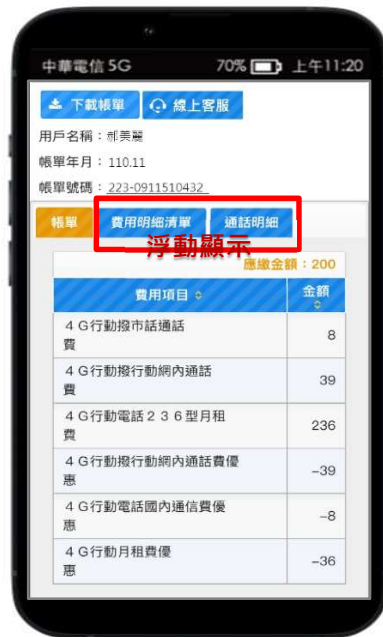 中華電信 5G 70% 上午11:20
下載帳單 線上客服
用戶名稱：郝美麗
帳單年月：110.11
帳單號碼：223-0911510432
帳單 費用明細清單 通話明細
浮動顯示
應繳金額：200
費用項目 金額
４Ｇ行動撥市話通話
費 8
４Ｇ行動撥行動網內通話
費 39
４Ｇ行動電話２３６型月租
費 236
４Ｇ行動撥行動網內通話費優
惠 -39
４Ｇ行動電話國內通信費優
惠 -8
４Ｇ行動月租費優
惠 -36